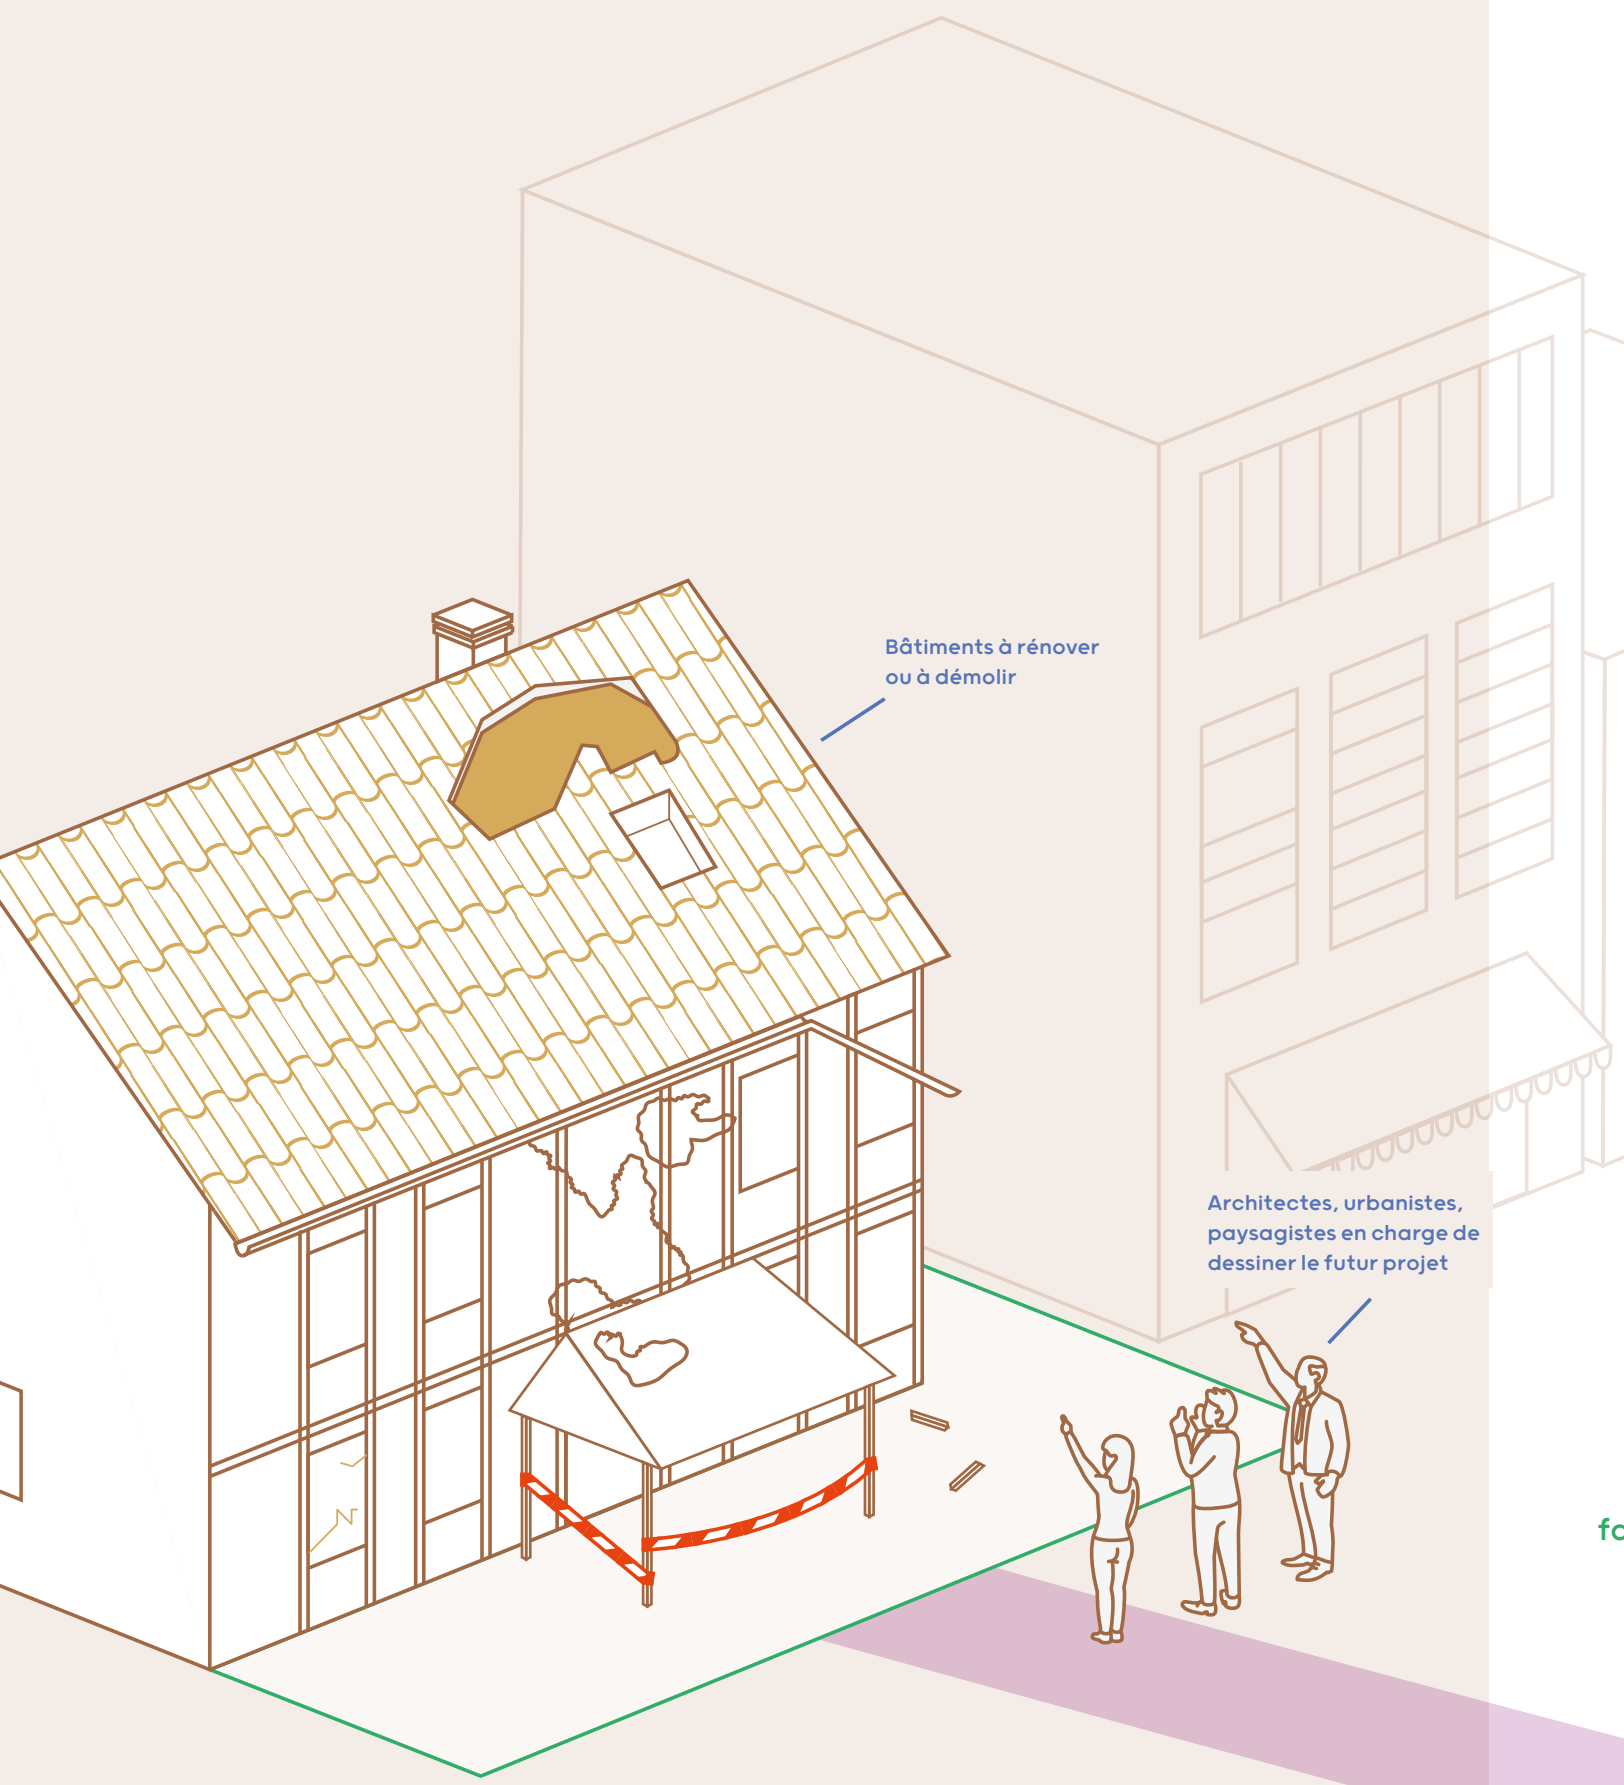 Bâtiments à rénover
ou à démolir
Architectes, urbanistes,
paysagistes en charge de
dessiner le futur projet